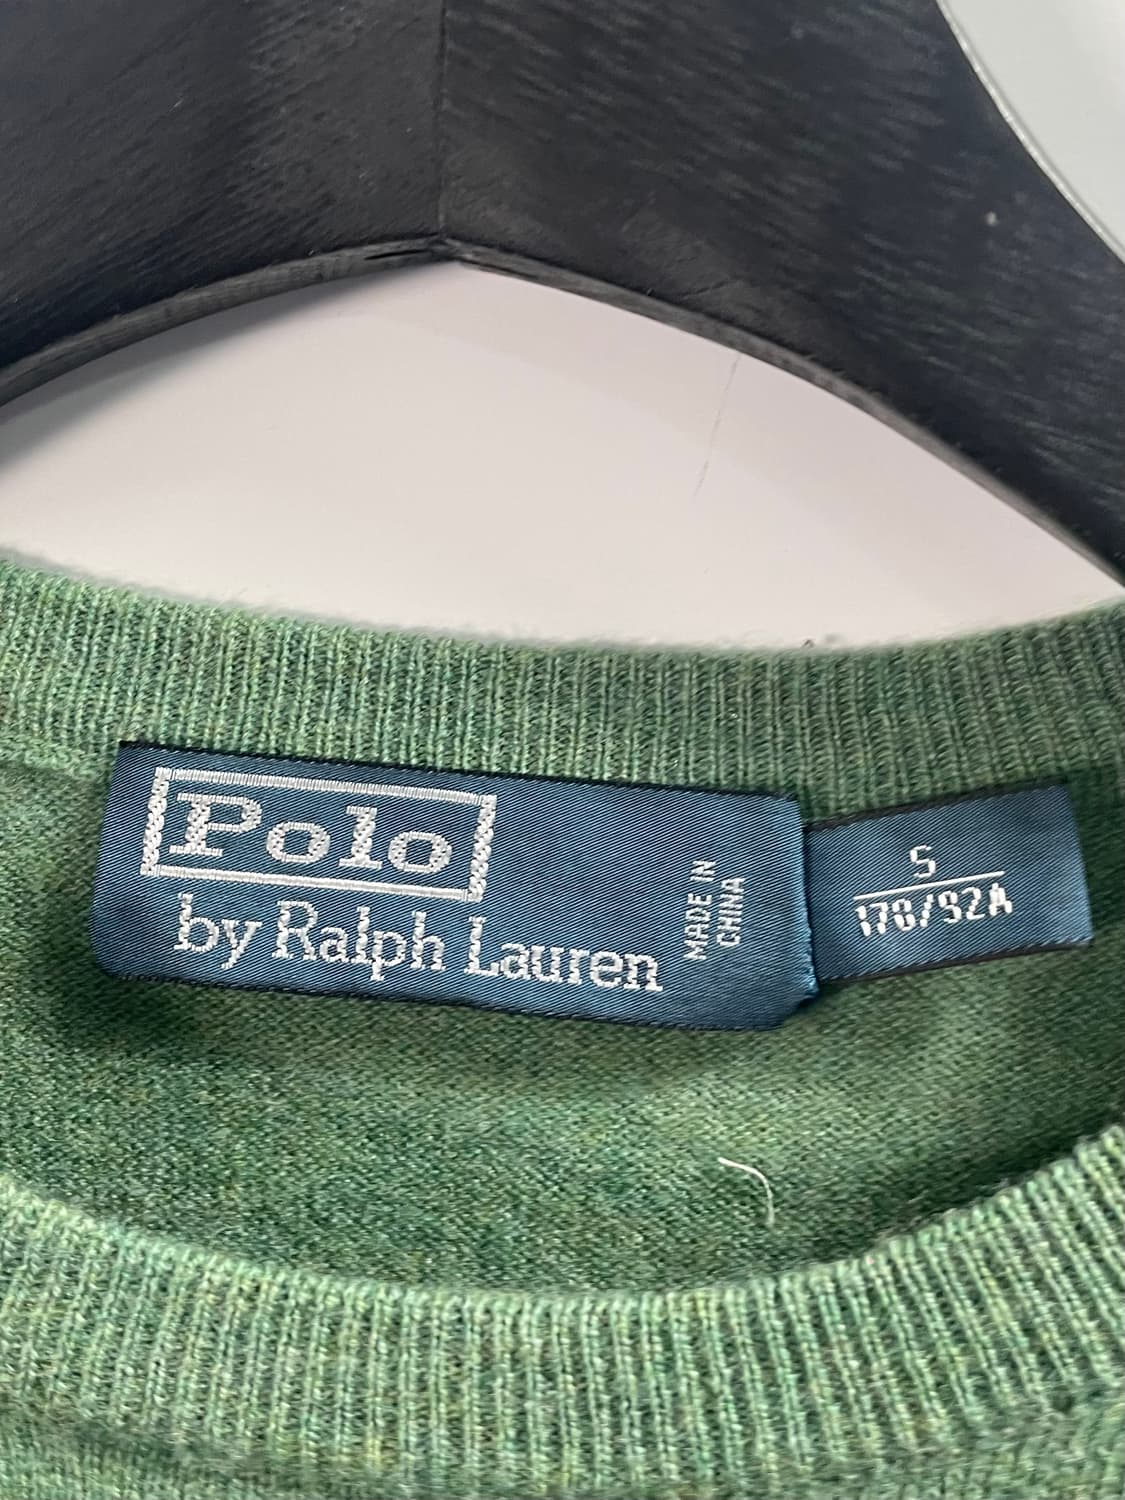 Polo
by Ralph Lauren
MADE IN
CHINA
S
170/92A